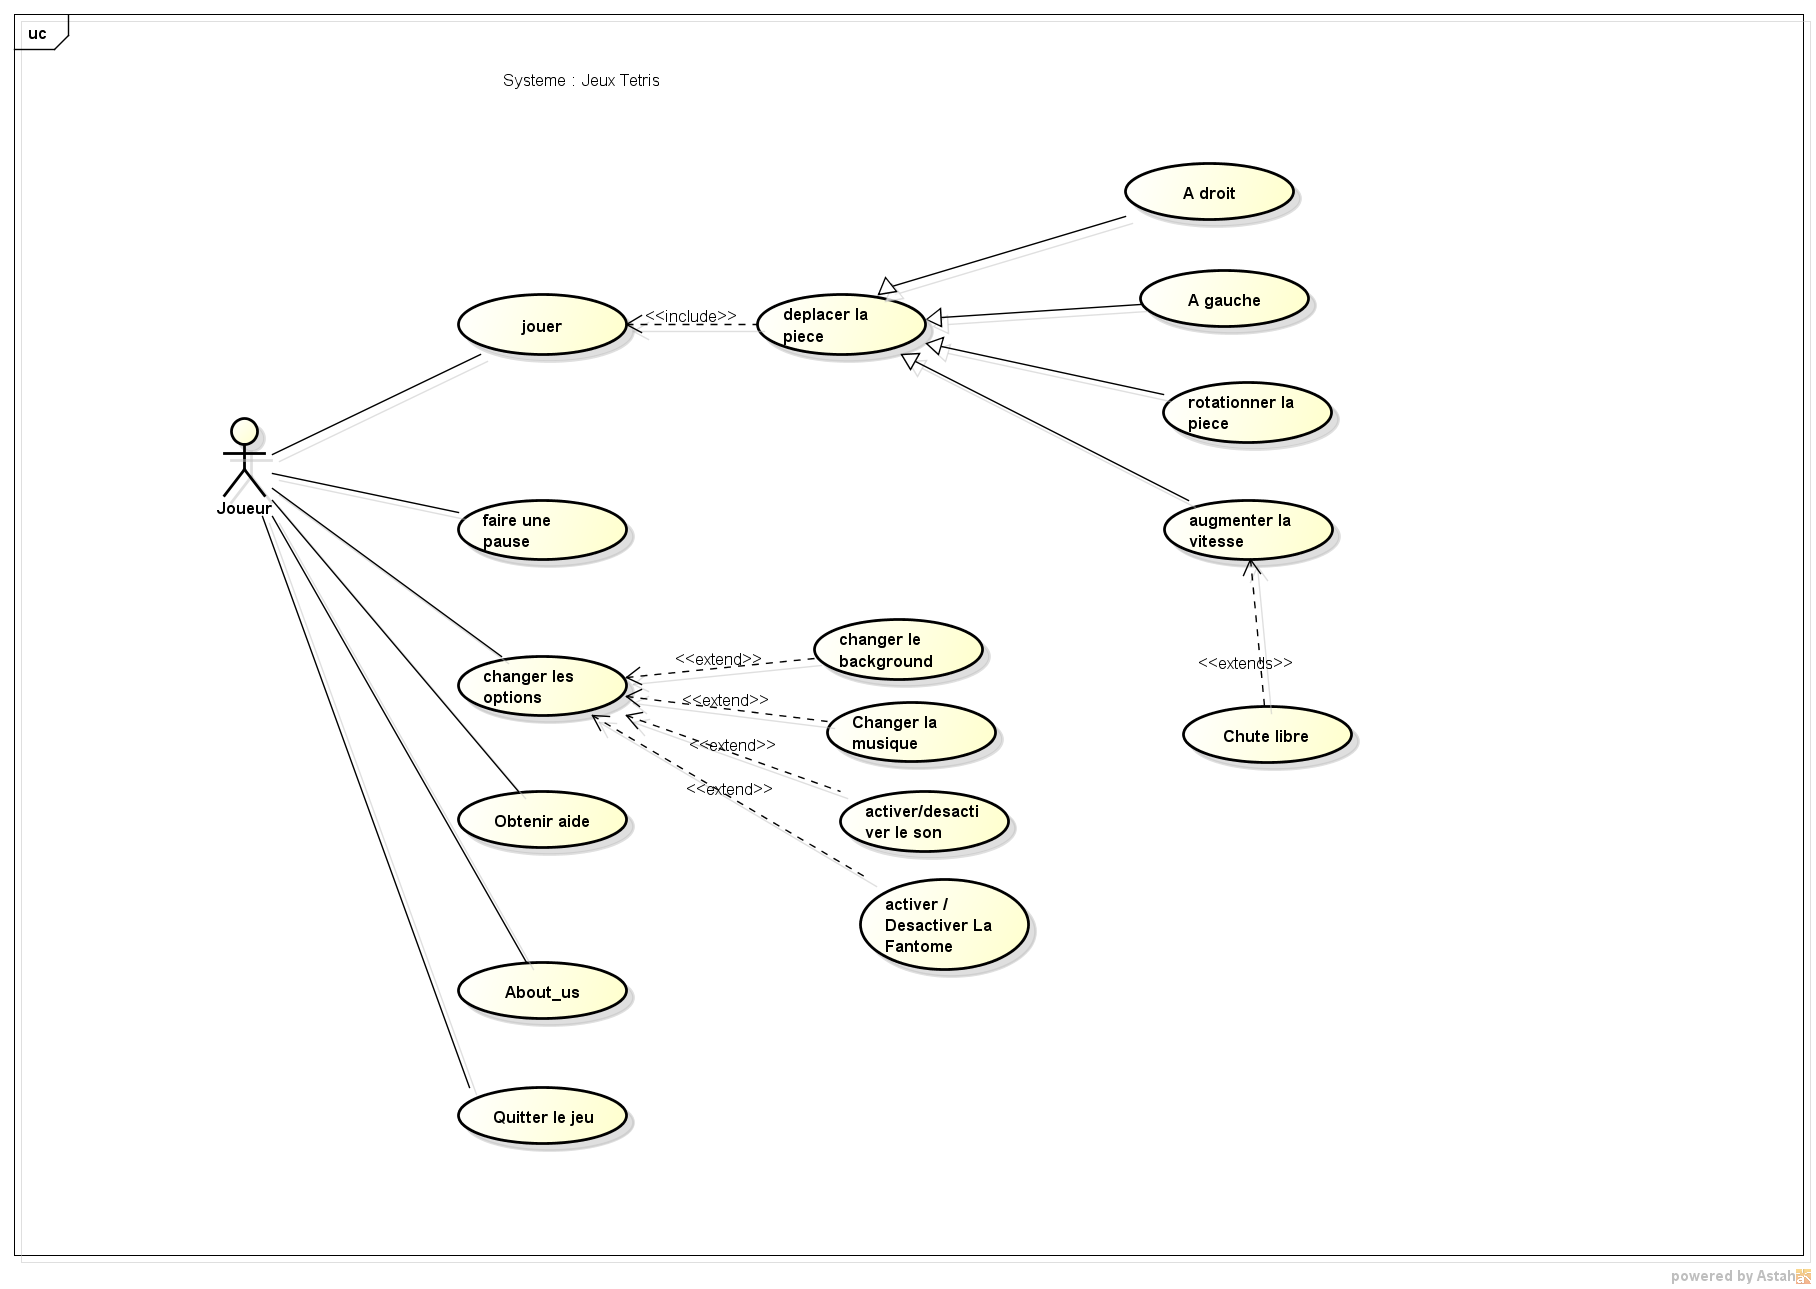 uc
Systeme : Jeux Tetris
A droit
A gauche
jouer
<<include>>
deplacer la
piece
rotationner la
piece
Joueur
faire une
pause
augmenter la
vitesse
changer les
options
<<extend>>
changer le
background
<<extend>>
Changer la
musique
<<extend>>
activer/desacti
ver le son
<<extend>>
activer /
Desactiver La
Fantome
<<extends>>
Chute libre
Obtenir aide
About_us
Quitter le jeu
powered by Astah